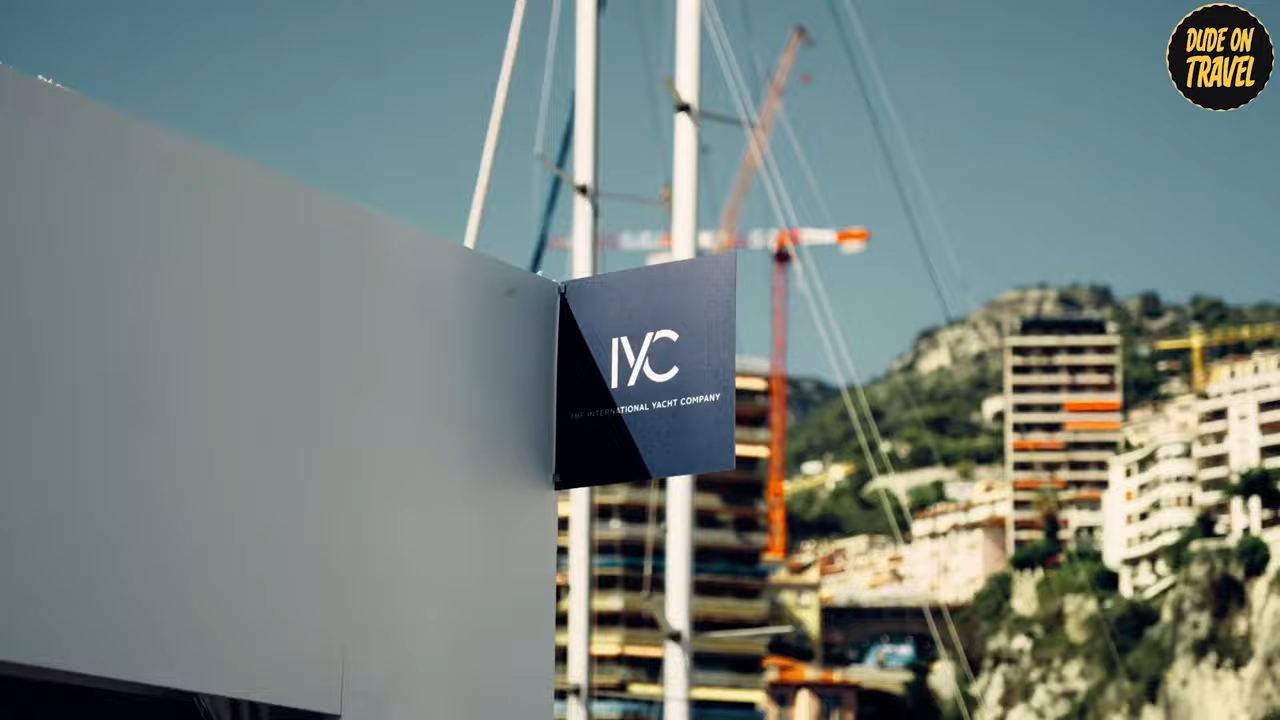 DUDE ON
TRAVEL
IYC
THE INTERNATIONAL YACHT COMPANY